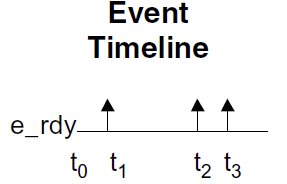 Event
Timeline
e_rdy
t0 t1 t2 t3